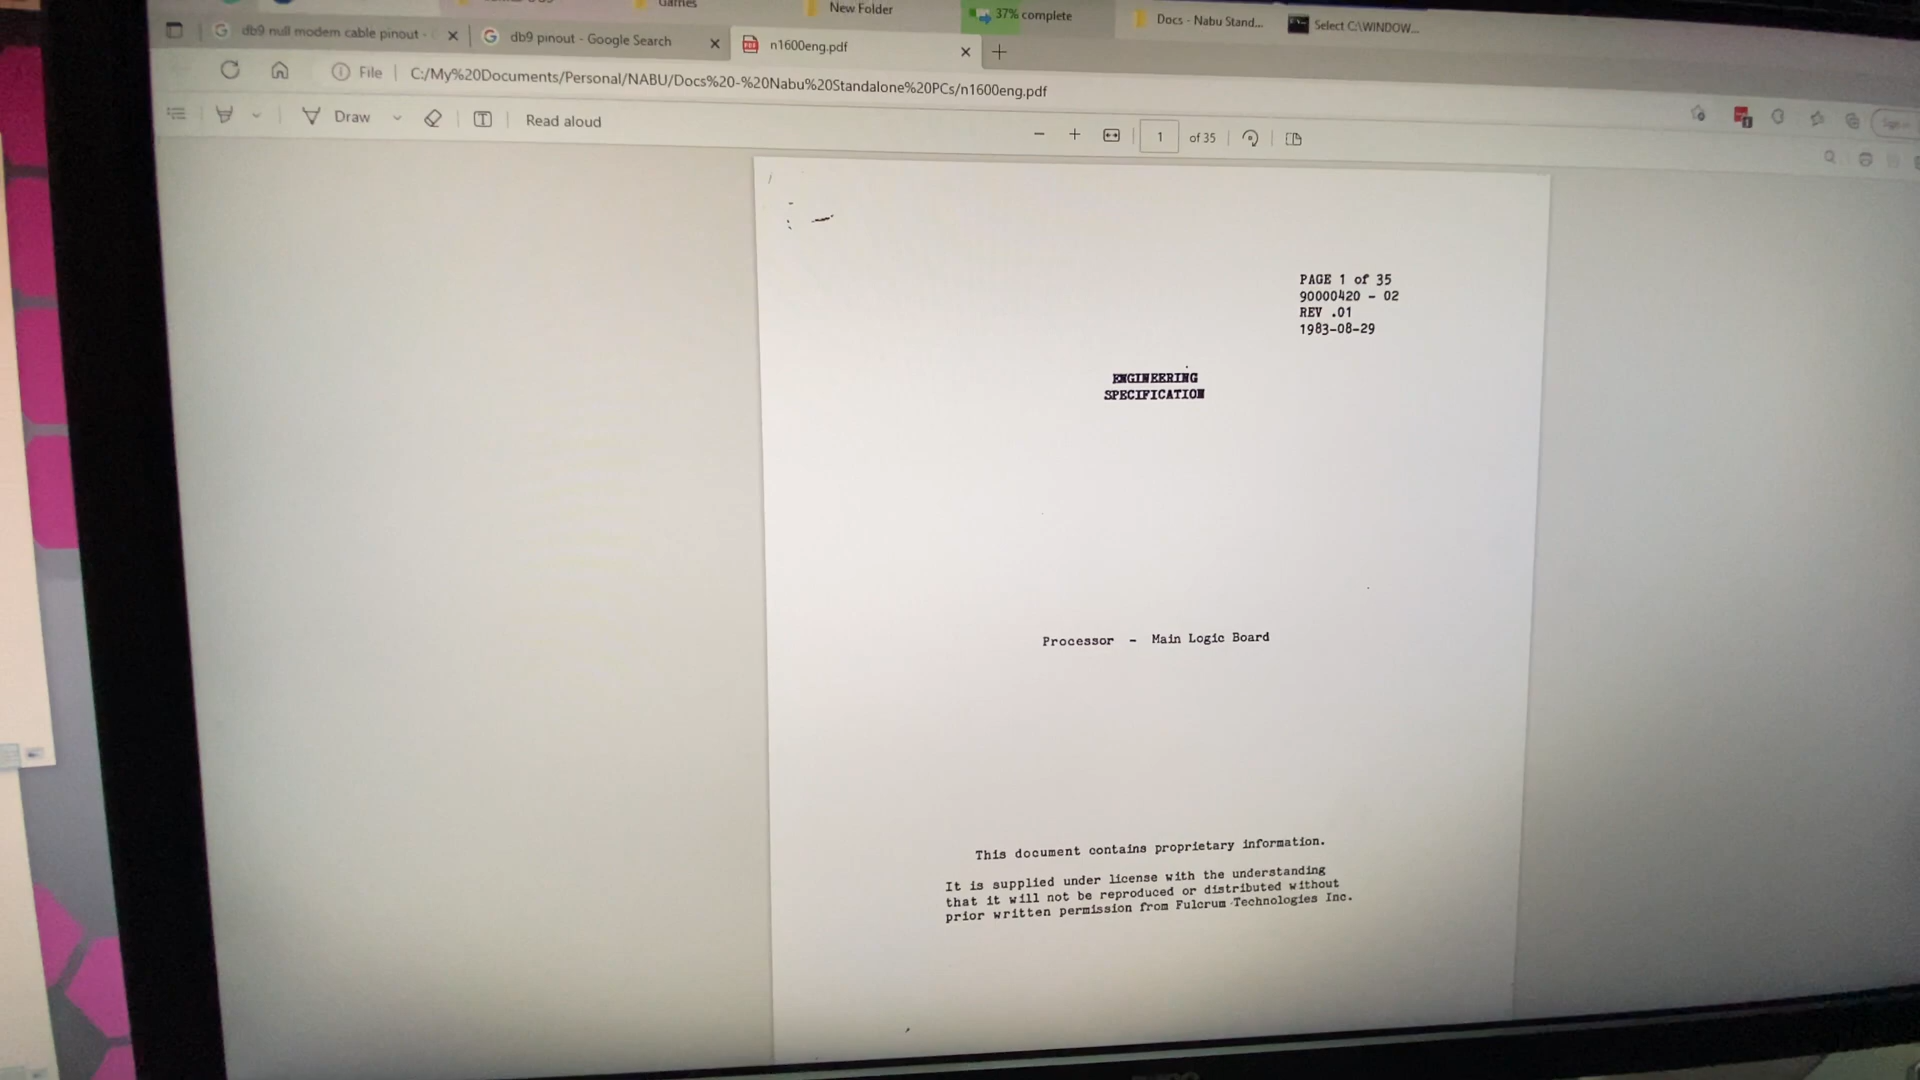 New Folder
37% complete
Docs - Nabu Stand...
Select C:\WINDOW...
db9 null modem cable pinout -
db9 pinout - Google Search
n1600eng.pdf
File
C:/My%20Documents/Personal/NABU/Docs%20-%20Nabu%20Standalone%20PCs/n1600eng.pdf
Draw
Read aloud
1
of 35
PAGE 1 of 35
90000420 - 02
REV .01
1983-08-29
ENGINEERING
SPECIFICATION
Processor - Main Logic Board
This document contains proprietary information.
It is supplied under license with the understanding
that it will not be reproduced or distributed without
prior written permission from Fulcrum Technologies Inc.